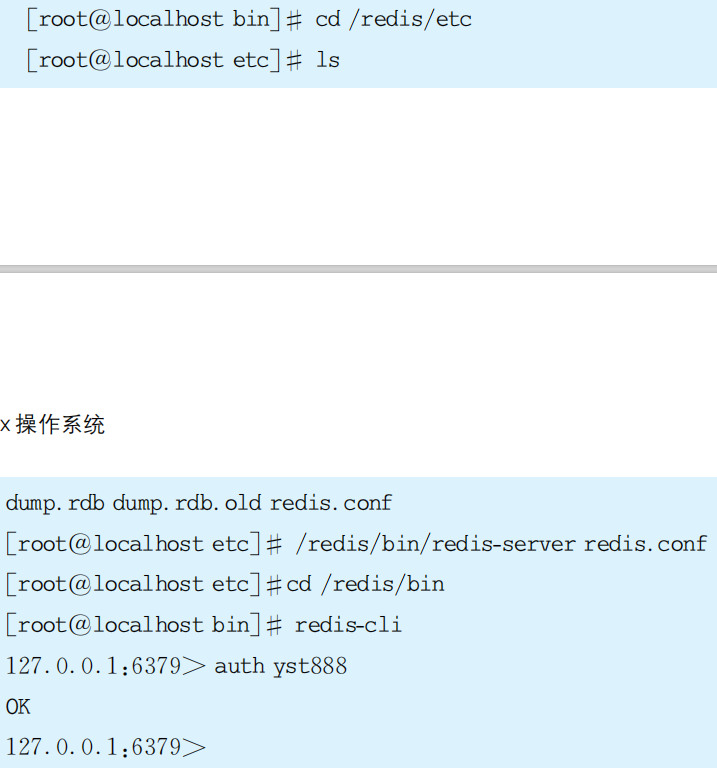 [root@localhost bin]# cd /redis/etc
[root@localhost etc]# ls
x 操作系统
dump.rdb dump.rdb.old redis.conf
[root@localhost etc]# /redis/bin/redis-server redis.conf
[root@localhost etc]#cd /redis/bin
[root@localhost bin]# redis-cli
127.0.0.1:6379> auth yst888
OK
127.0.0.1:6379>